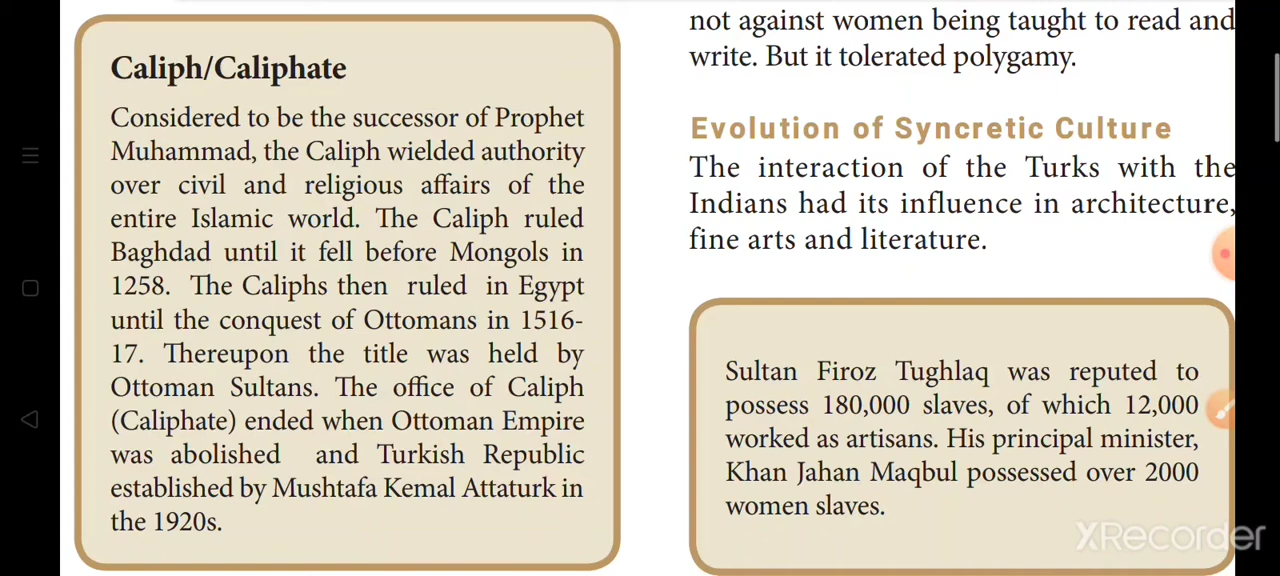 Caliph/Caliphate
Considered to be the successor of Prophet
Muhammad, the Caliph wielded authority
over civil and religious affairs of the
entire Islamic world. The Caliph ruled
Baghdad until it fell before Mongols in
1258. The Caliphs then ruled in Egypt
until the conquest of Ottomans in 1516-
17. Thereupon the title was held by
Ottoman Sultans. The office of Caliph
(Caliphate) ended when Ottoman Empire
was abolished and Turkish Republic
established by Mushtafa Kemal Attaturk in
the 1920s.
not against women being taught to read and
write. But it tolerated polygamy.
Evolution of Syncretic Culture
The interaction of the Turks with the
Indians had its influence in architecture,
fine arts and literature.
Sultan Firoz Tughlaq was reputed to
possess 180,000 slaves, of which 12,000
worked as artisans. His principal minister,
Khan Jahan Maqbul possessed over 2000
women slaves.
XRecorder